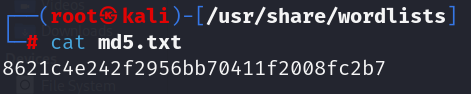 ┌──(root㉿kali)-[/usr/share/wordlists]
└─# cat md5.txt
8621c4e242f2956bb70411f2008fc2b7